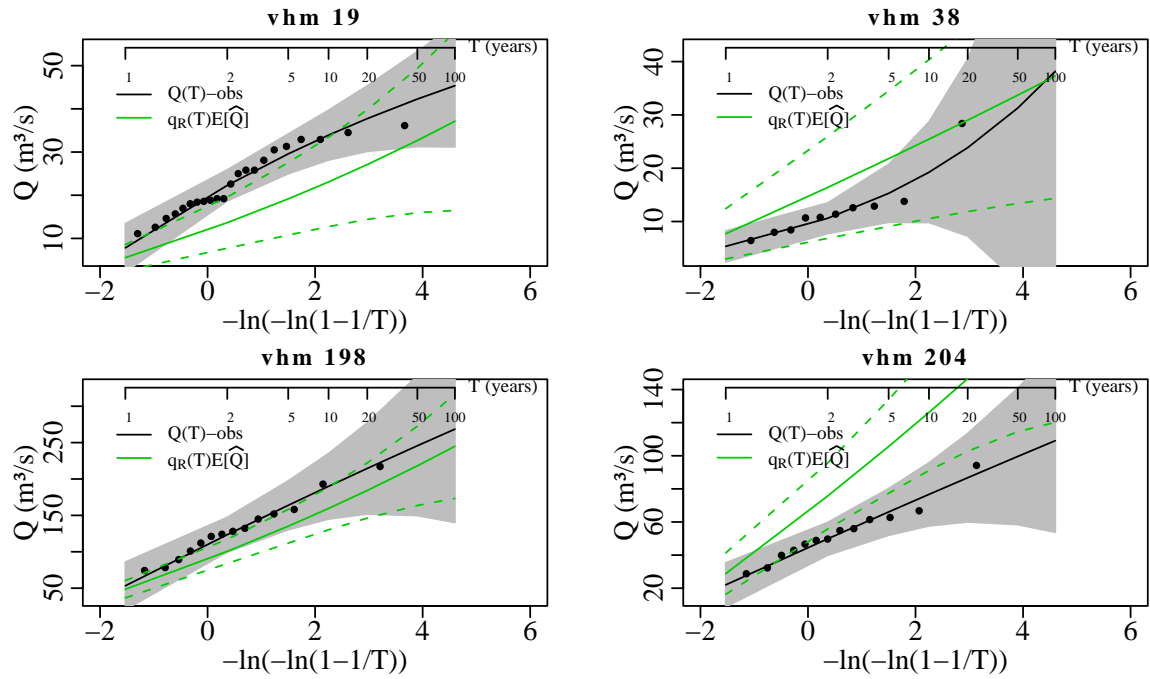 vhm 19
T (years)
1 2 5 10 20 50 100
Q(T)−obs
qR(T)E[Q̂]
Q (m³/s)
10 30 50
−2 0 2 4 6
−ln(−ln(1−1/T))
vhm 38
T (years)
1 2 5 10 20 50 100
Q(T)−obs
qR(T)E[Q̂]
Q (m³/s)
10 20 30 40
−2 0 2 4 6
−ln(−ln(1−1/T))
vhm 198
T (years)
1 2 5 10 20 50 100
Q(T)−obs
qR(T)E[Q̂]
Q (m³/s)
50 150 250
−2 0 2 4 6
−ln(−ln(1−1/T))
vhm 204
T (years)
1 2 5 10 20 50 100
Q(T)−obs
qR(T)E[Q̂]
Q (m³/s)
20 60 100 140
−2 0 2 4 6
−ln(−ln(1−1/T))